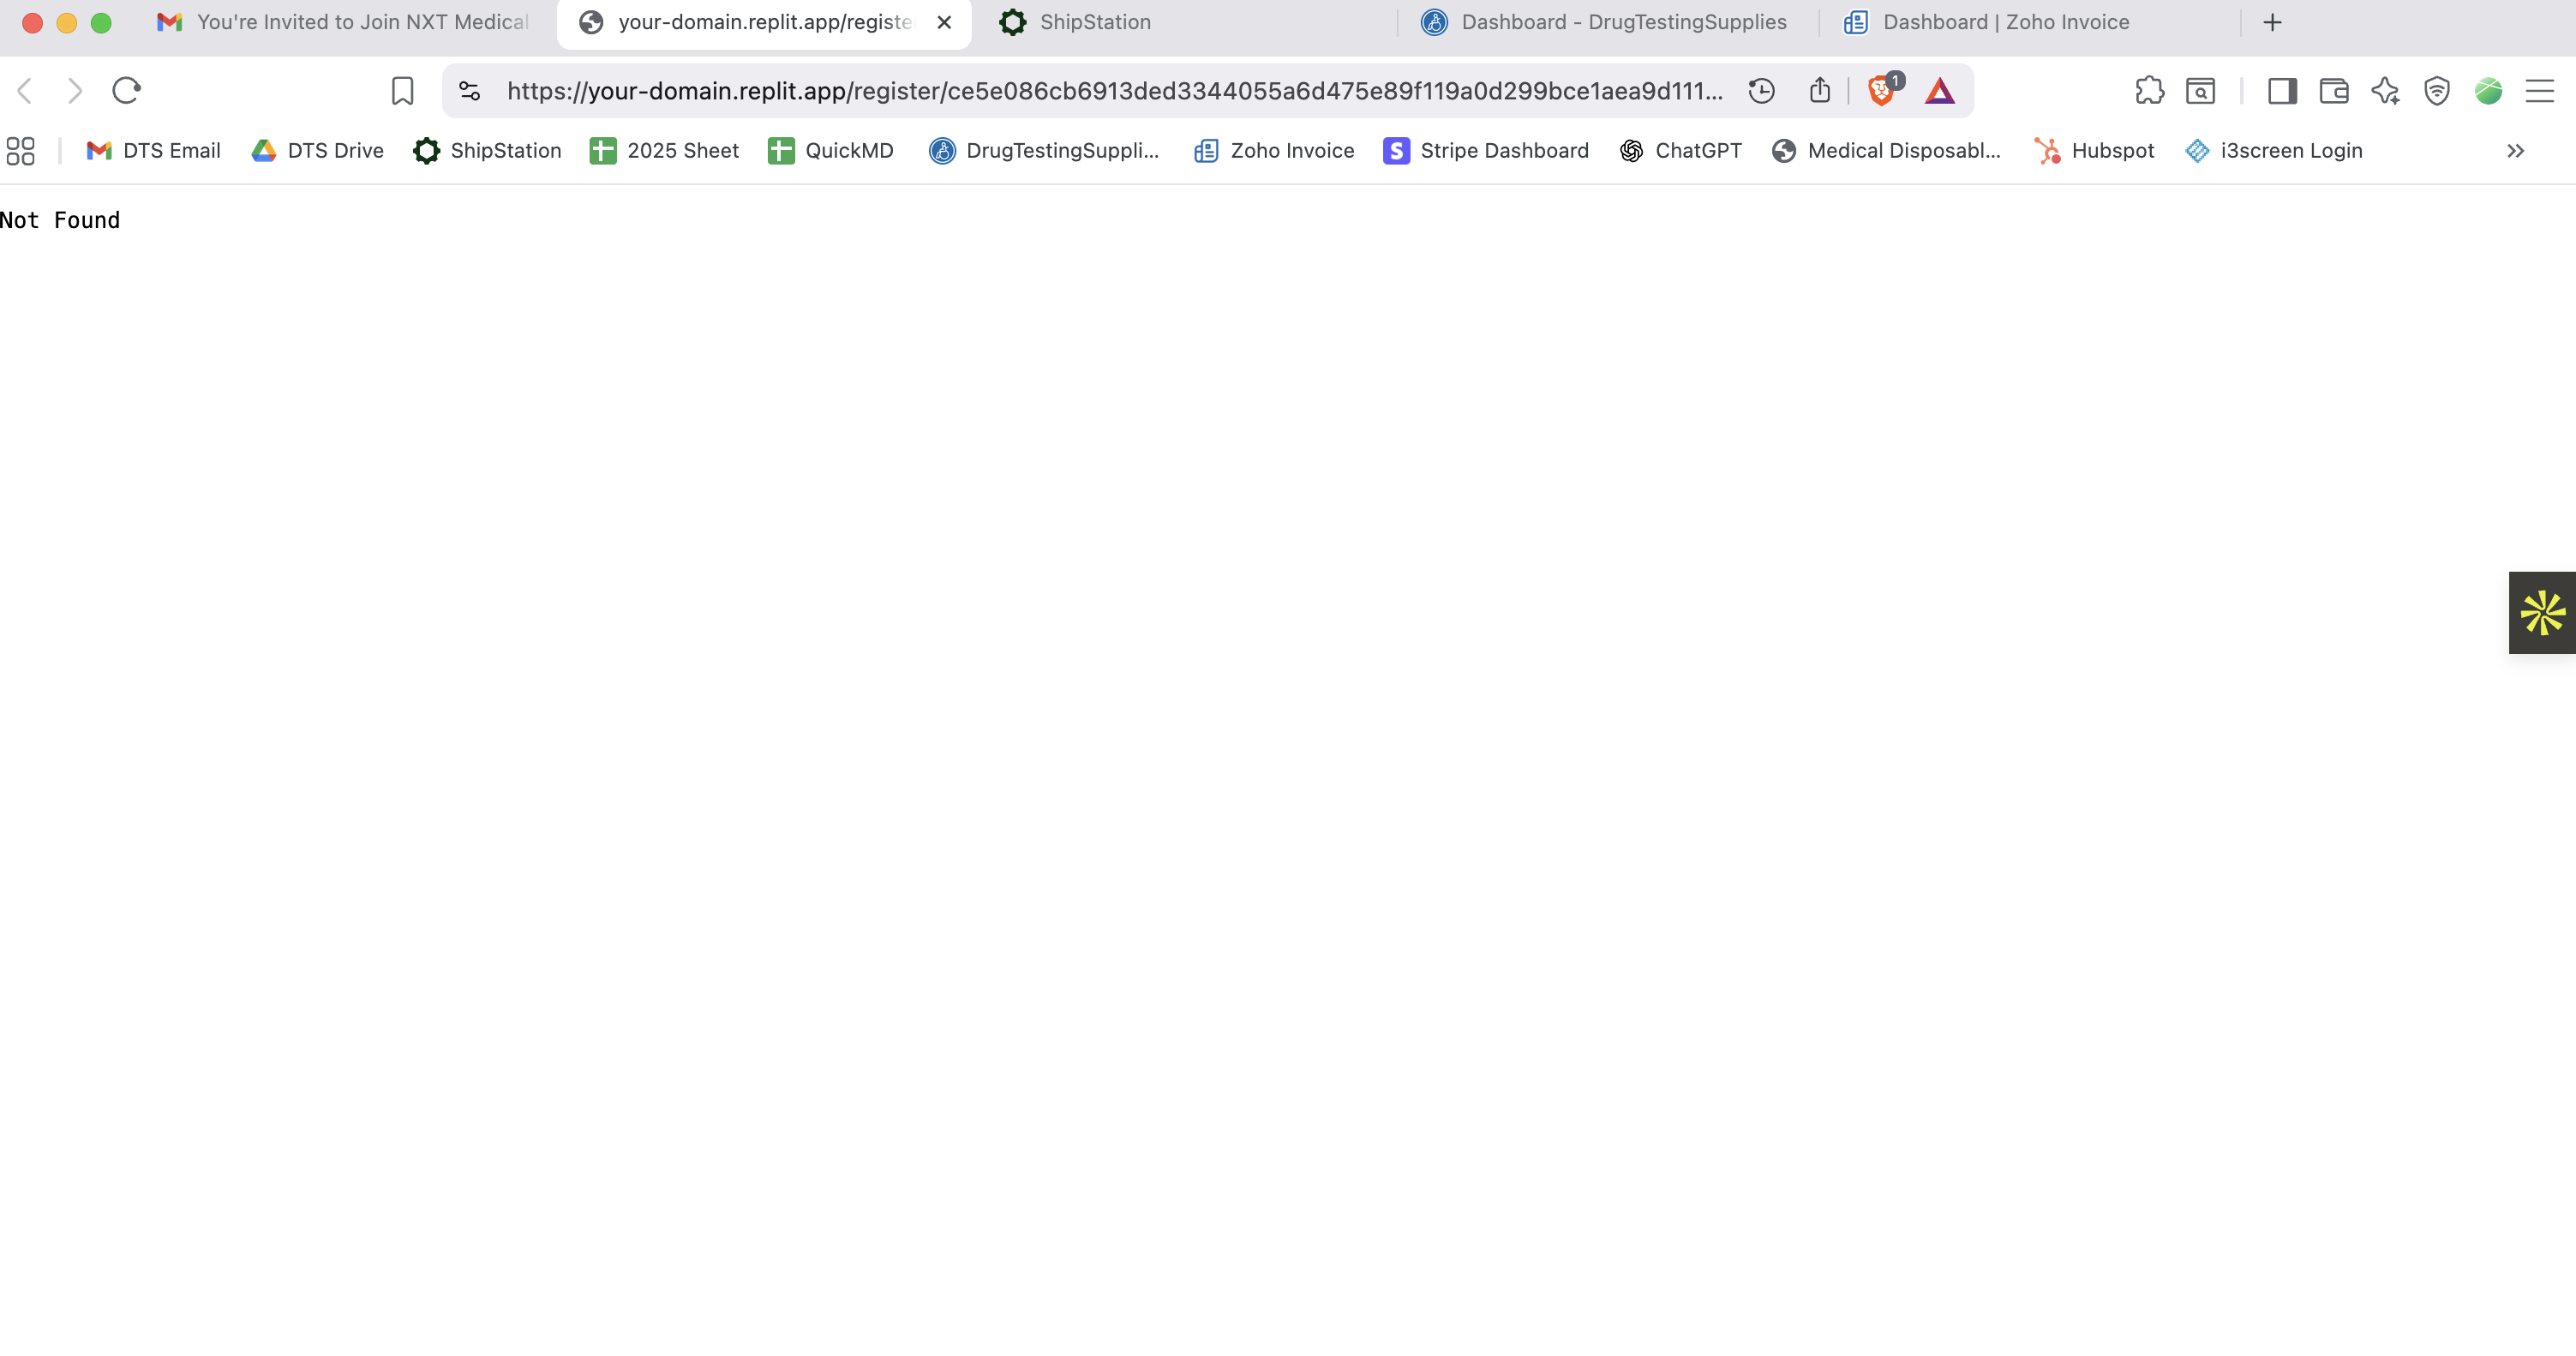 You're Invited to Join NXT Medical
your-domain.replit.app/registe
ShipStation
Dashboard - DrugTestingSupplies
Dashboard | Zoho Invoice
https://your-domain.replit.app/register/ce5e086cb6913ded3344055a6d475e89f119a0d299bce1aea9d111...
1
DTS Email
DTS Drive
ShipStation
2025 Sheet
QuickMD
DrugTestingSuppli...
Zoho Invoice
S
Stripe Dashboard
ChatGPT
Medical Disposabl...
Hubspot
i3screen Login
Not Found